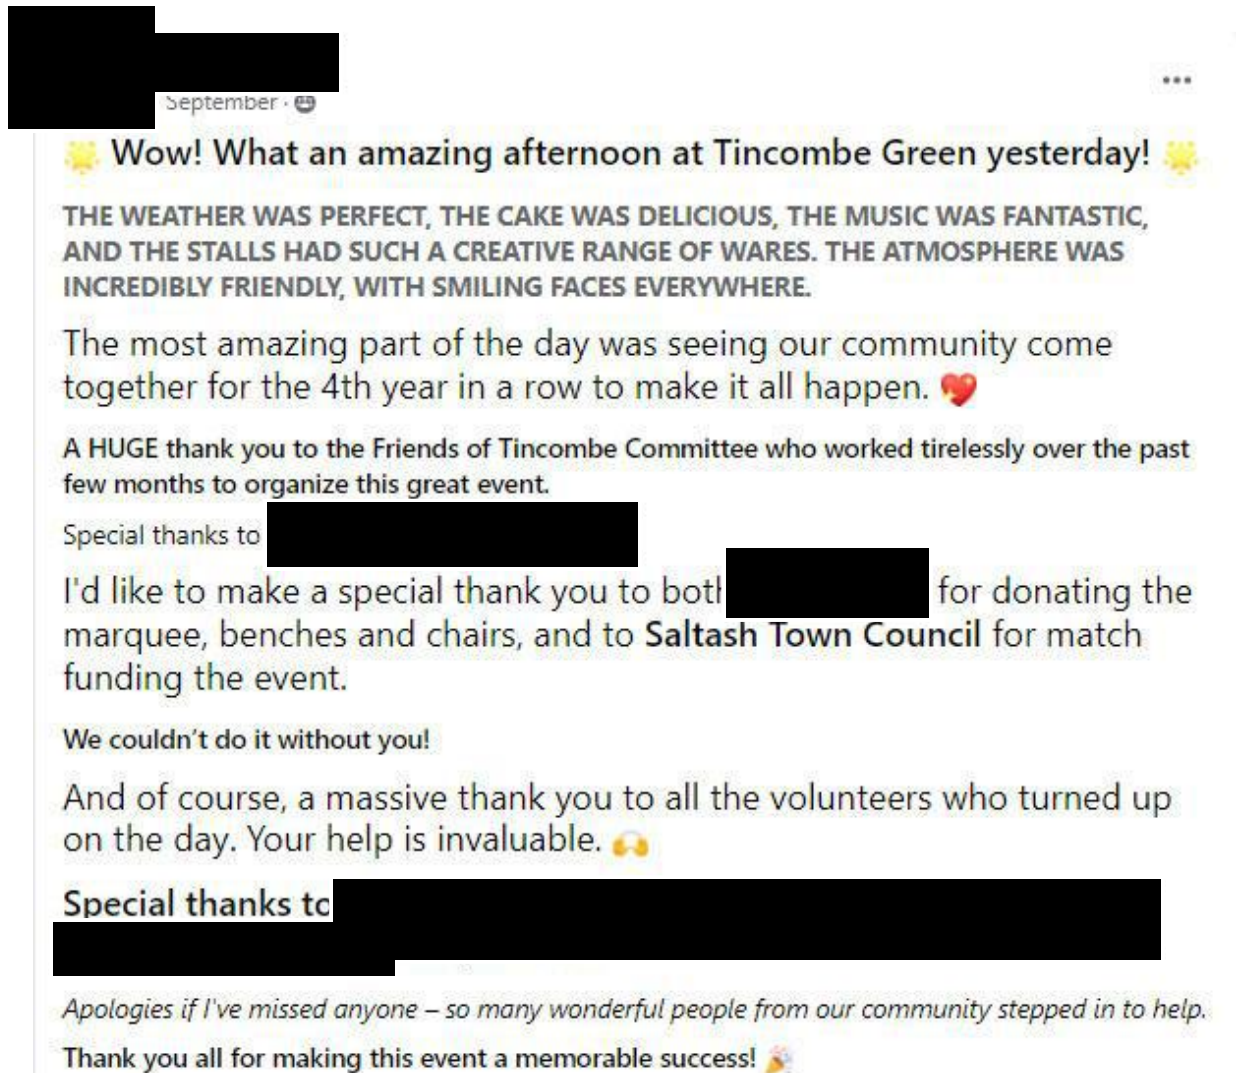 September ·
🌟 Wow! What an amazing afternoon at Tincombe Green yesterday! 🌟
THE WEATHER WAS PERFECT, THE CAKE WAS DELICIOUS, THE MUSIC WAS FANTASTIC,
AND THE STALLS HAD SUCH A CREATIVE RANGE OF WARES. THE ATMOSPHERE WAS
INCREDIBLY FRIENDLY, WITH SMILING FACES EVERYWHERE.
The most amazing part of the day was seeing our community come
together for the 4th year in a row to make it all happen. 💖
A HUGE thank you to the Friends of Tincombe Committee who worked tirelessly over the past
few months to organize this great event.
Special thanks to
I'd like to make a special thank you to both for donating the
marquee, benches and chairs, and to Saltash Town Council for match
funding the event.
We couldn't do it without you!
And of course, a massive thank you to all the volunteers who turned up
on the day. Your help is invaluable. 🙌
Special thanks to
Apologies if I've missed anyone – so many wonderful people from our community stepped in to help.
Thank you all for making this event a memorable success! 🎉